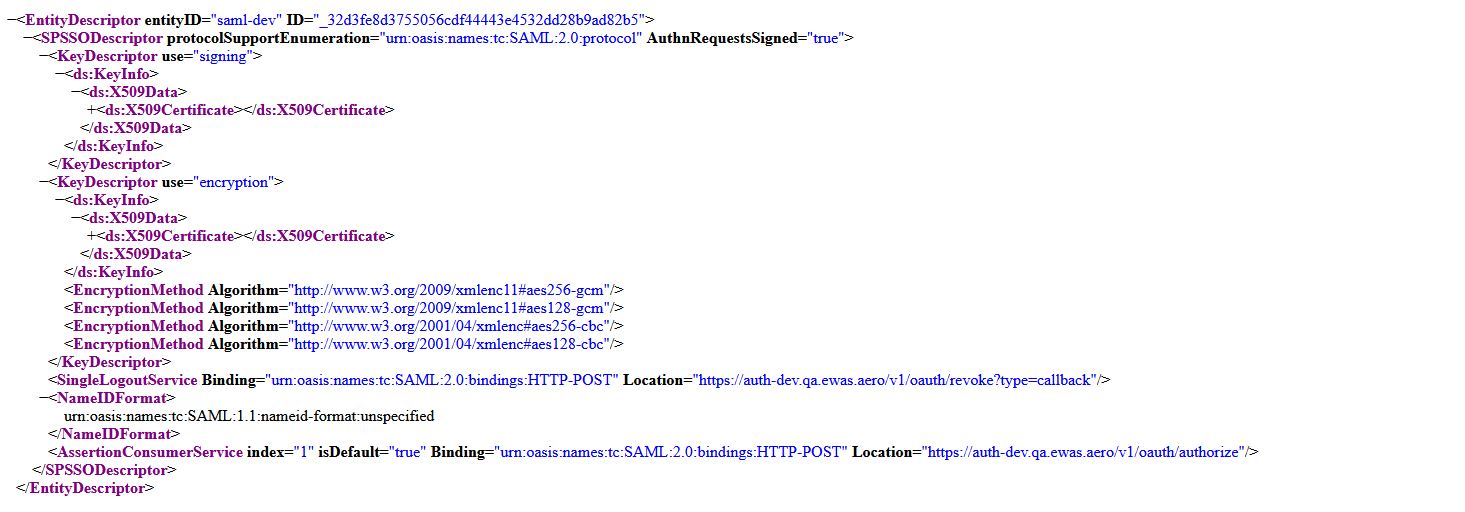 −<EntityDescriptor entityID="saml-dev" ID="_32d3fe8d3755056cdf44443e4532dd28b9ad82b5">
−<SPSSODescriptor protocolSupportEnumeration="urn:oasis:names:tc:SAML:2.0:protocol" AuthnRequestsSigned="true">
−<KeyDescriptor use="signing">
−<ds:KeyInfo>
−<ds:X509Data>
+<ds:X509Certificate></ds:X509Certificate>
</ds:X509Data>
</ds:KeyInfo>
</KeyDescriptor>
−<KeyDescriptor use="encryption">
−<ds:KeyInfo>
−<ds:X509Data>
+<ds:X509Certificate></ds:X509Certificate>
</ds:X509Data>
</ds:KeyInfo>
<EncryptionMethod Algorithm="http://www.w3.org/2009/xmlenc11#aes256-gcm"/>
<EncryptionMethod Algorithm="http://www.w3.org/2009/xmlenc11#aes128-gcm"/>
<EncryptionMethod Algorithm="http://www.w3.org/2001/04/xmlenc#aes256-cbc"/>
<EncryptionMethod Algorithm="http://www.w3.org/2001/04/xmlenc#aes128-cbc"/>
</KeyDescriptor>
<SingleLogoutService Binding="urn:oasis:names:tc:SAML:2.0:bindings:HTTP-POST" Location="https://auth-dev.qa.ewas.aero/v1/oauth/revoke?type=callback"/>
−<NameIDFormat>
urn:oasis:names:tc:SAML:1.1:nameid-format:unspecified
</NameIDFormat>
<AssertionConsumerService index="1" isDefault="true" Binding="urn:oasis:names:tc:SAML:2.0:bindings:HTTP-POST" Location="https://auth-dev.qa.ewas.aero/v1/oauth/authorize"/>
</SPSSODescriptor>
</EntityDescriptor>